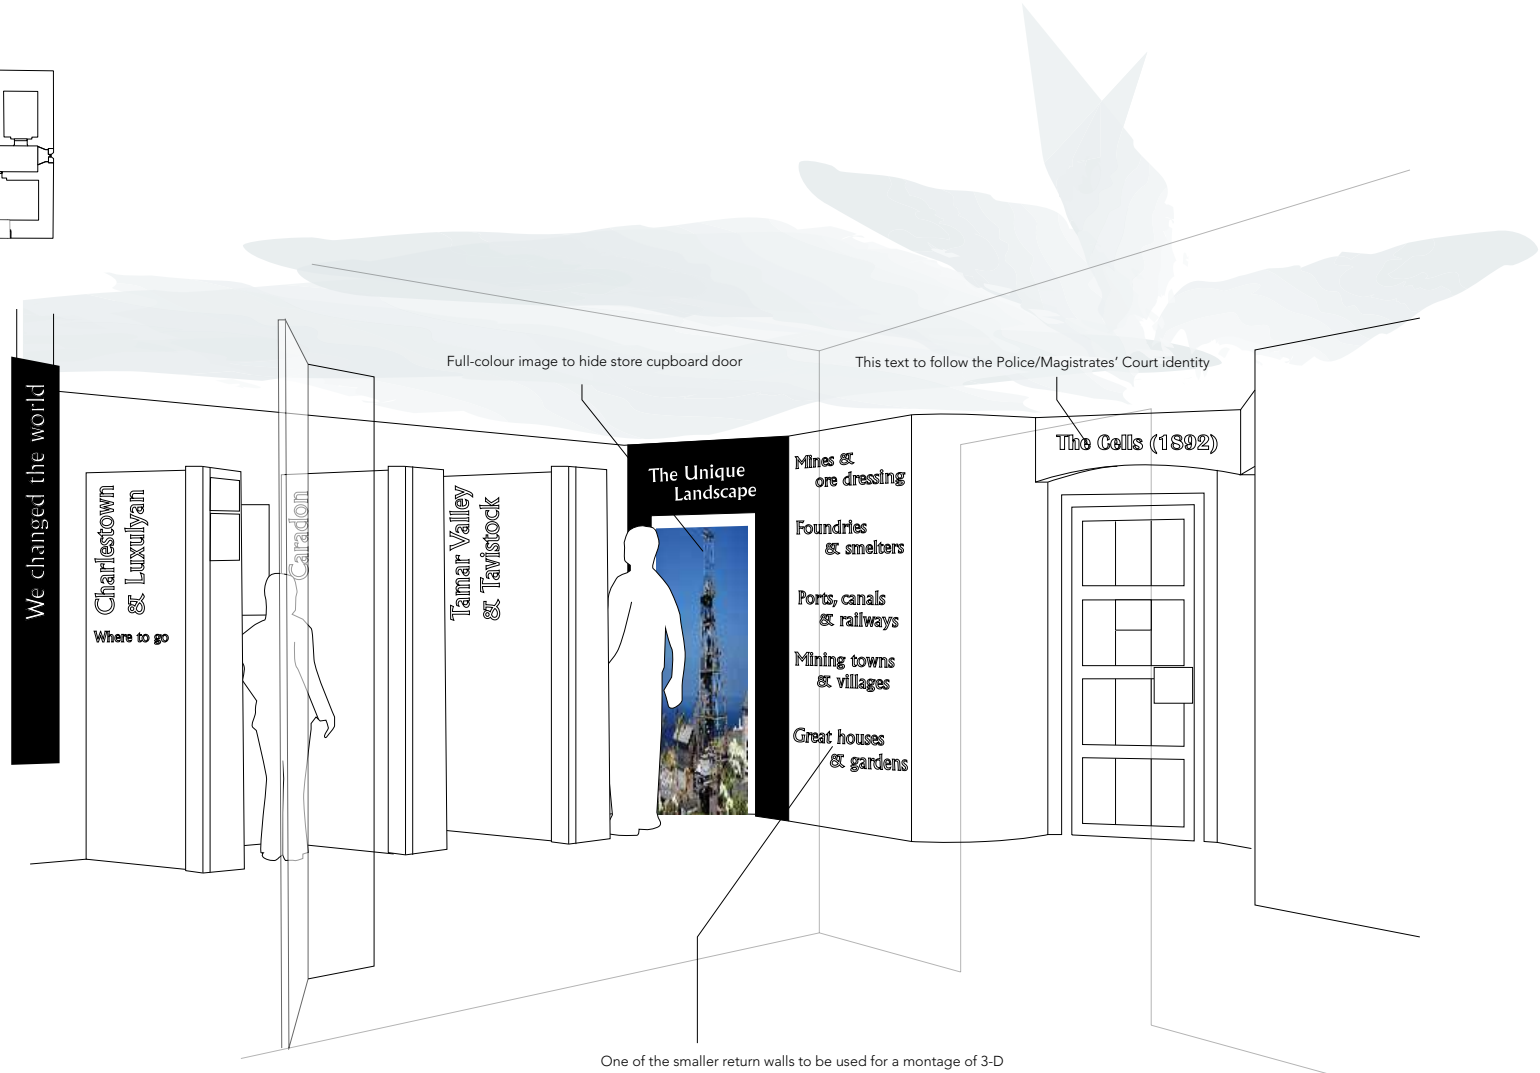 Full-colour image to hide store cupboard door
This text to follow the Police/Magistrates’ Court identity
We changed the world
Charlestown
& Luxulyan
Where to go
Caradon
Tamar Valley
& Tavistock
The Unique
Landscape
Mines &
ore dressing
Foundries
& smelters
Ports, canals
& railways
Mining towns
& villages
Great houses
& gardens
The Cells (1892)
One of the smaller return walls to be used for a montage of 3-D